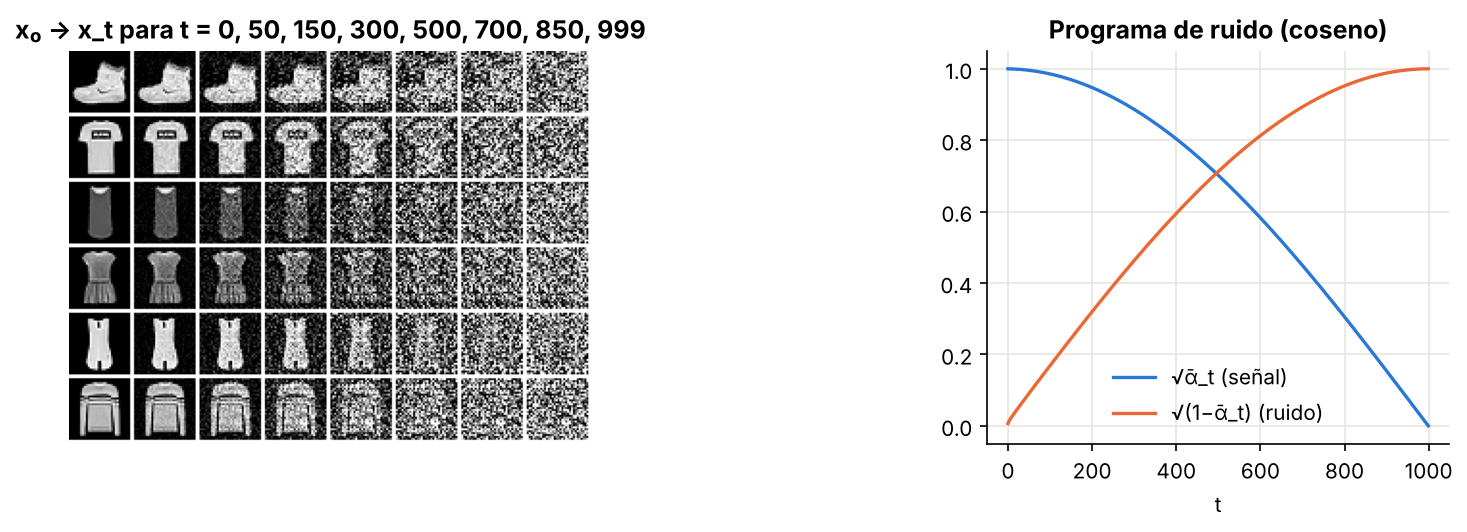 x₀ → x_t para t = 0, 50, 150, 300, 500, 700, 850, 999
Programa de ruido (coseno)
1.0
0.8
0.6
0.4
0.2
0.0
√ᾱ_t (señal)
√(1−ᾱ_t) (ruido)
0 200 400 600 800 1000
t